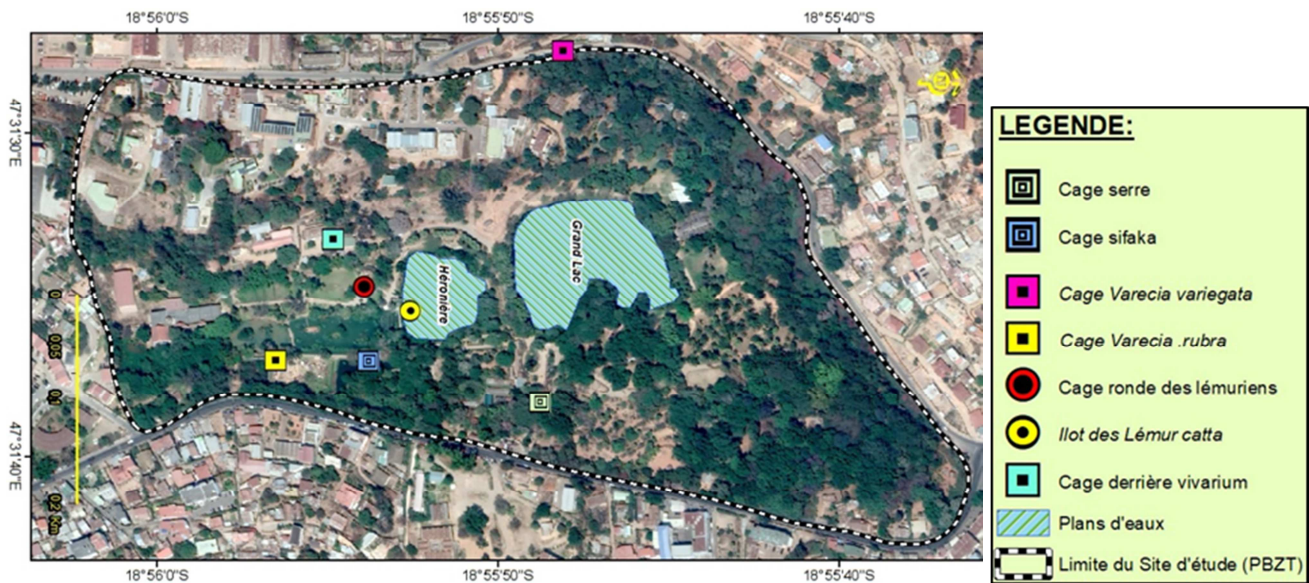 18°56'0"S
18°55'50"S
18°55'40"S
47°31'30"E
47°31'40"E
Grand Lac
Héronière
0
0,05
0,1
0,2 Km
18°56'0"S
18°55'50"S
18°55'40"S
LEGENDE:
Cage serre
Cage sifaka
Cage Varecia variegata
Cage Varecia .rubra
Cage ronde des lémuriens
Ilot des Lémur catta
Cage derrière vivarium
Plans d'eaux
Limite du Site d'étude (PBZT)